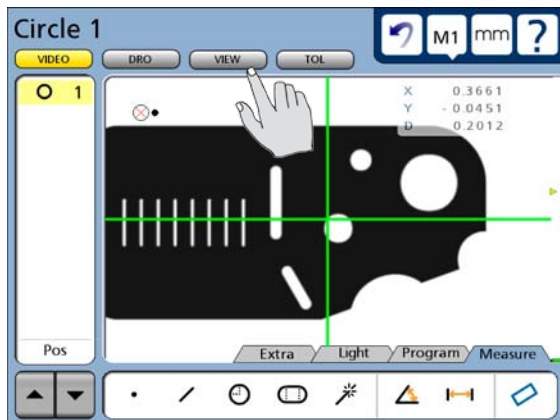 Circle 1
M1 mm ?
VIDEO DRO VIEW TOL
1
X 0.3661
Y - 0.0451
D 0.2012
Pos
Extra Light Program Measure